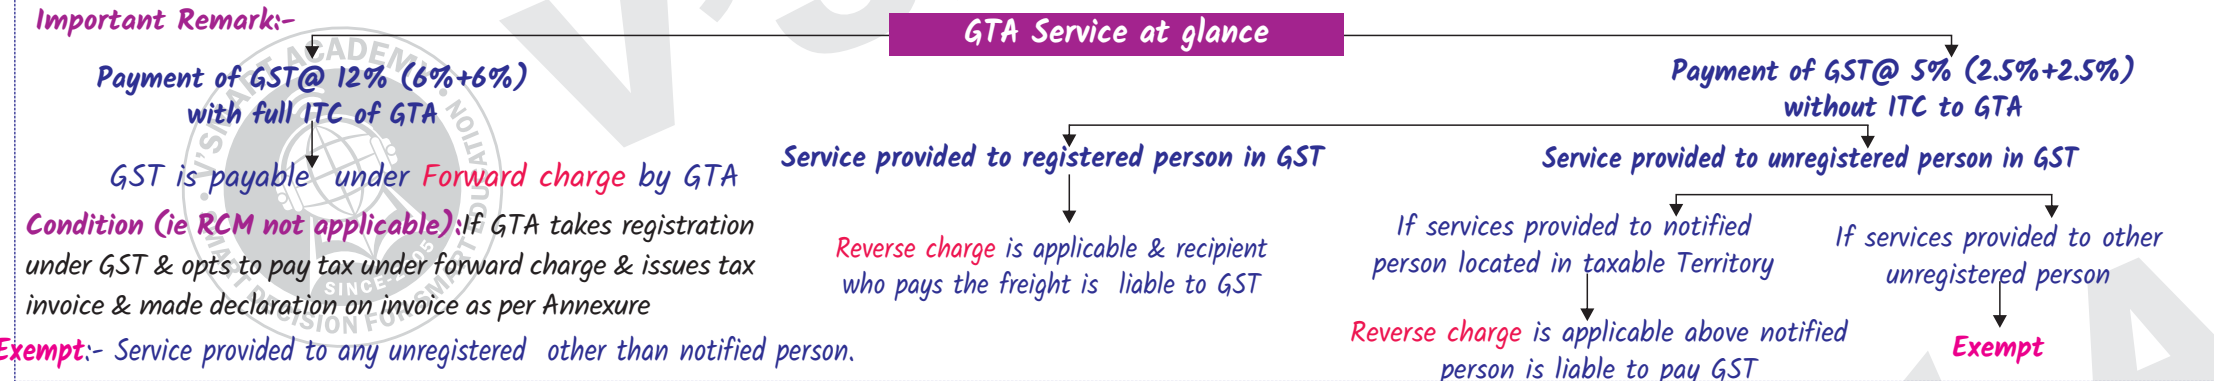 Important Remark:-
GTA Service at glance
Payment of GST@ 12% (6%+6%)
with full ITC of GTA
GST is payable under Forward charge by GTA
Condition (ie RCM not applicable):If GTA takes registration
under GST & opts to pay tax under forward charge & issues tax
invoice & made declaration on invoice as per Annexure
Exempt:- Service provided to any unregistered other than notified person.
Payment of GST@ 5% (2.5%+2.5%)
without ITC to GTA
Service provided to registered person in GST
Reverse charge is applicable & recipient
who pays the freight is liable to GST
Service provided to unregistered person in GST
If services provided to notified
person located in taxable Territory
Reverse charge is applicable above notified
person is liable to pay GST
If services provided to other
unregistered person
Exempt